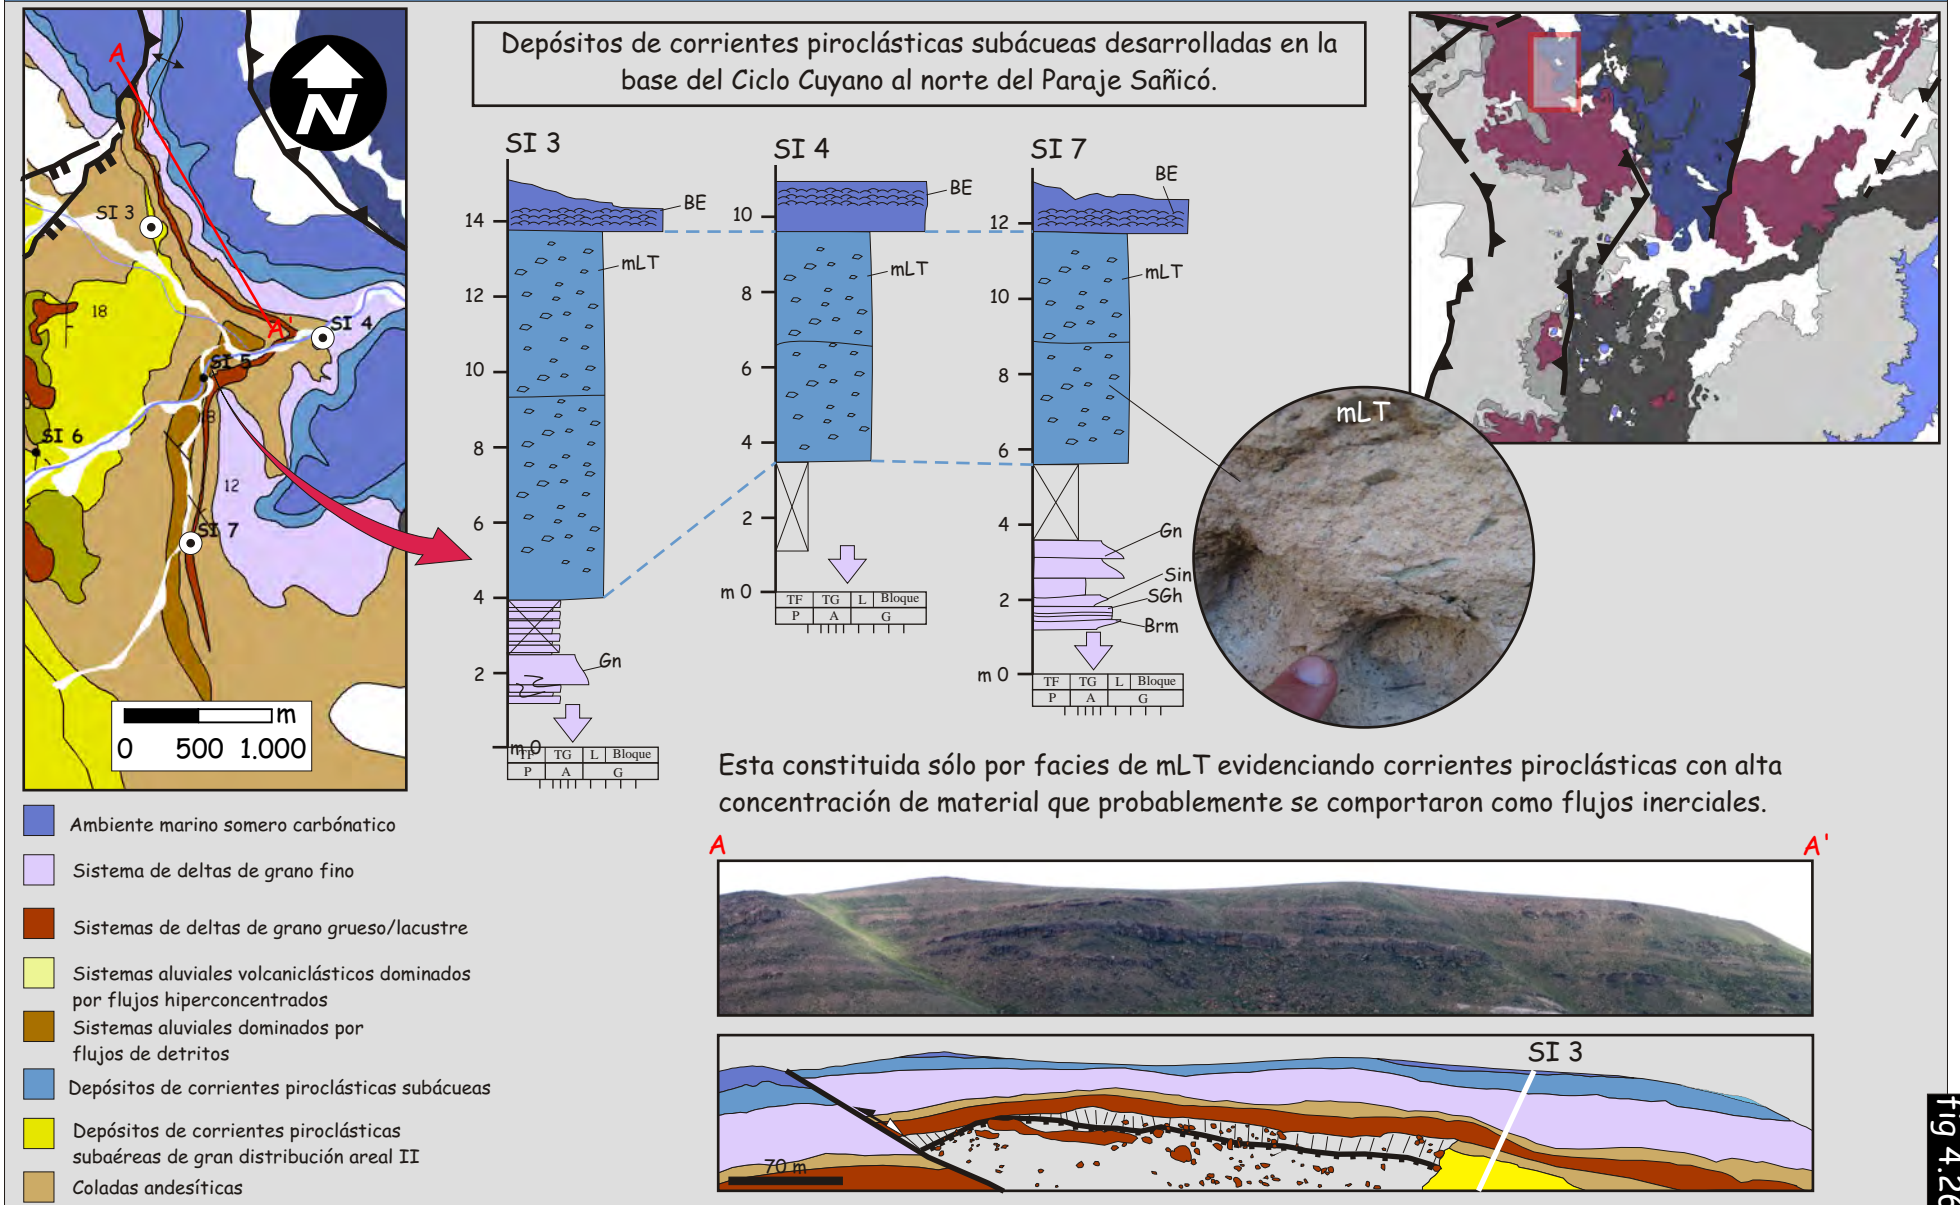 Depósitos de corrientes piroclásticas subácueas desarrolladas en la
base del Ciclo Cuyano al norte del Paraje Sañicó.
A
N
SI 3
18
A'
SI 4
SI 5
18
SI 6
12
SI 7
m
0 500 1.000
SI 3
14
12
10
8
6
4
2
m 0
BE
mLT
Gn
TF TG L Bloque
P A G
SI 4
10
8
6
4
2
m 0
BE
mLT
TF TG L Bloque
P A G
SI 7
12
10
8
6
4
2
m 0
BE
mLT
Gn
Sin
SGh
Brm
TF TG L Bloque
P A G
mLT
Esta constituida sólo por facies de mLT evidenciando corrientes piroclásticas con alta
concentración de material que probablemente se comportaron como flujos inerciales.
A A'
SI 3
70 m
Ambiente marino somero carbónatico
Sistema de deltas de grano fino
Sistemas de deltas de grano grueso/lacustre
Sistemas aluviales volcaniclásticos dominados
por flujos hiperconcentrados
Sistemas aluviales dominados por
flujos de detritos
Depósitos de corrientes piroclásticas subácueas
Depósitos de corrientes piroclásticas
subaéreas de gran distribución areal II
Coladas andesíticas
fig 4.26